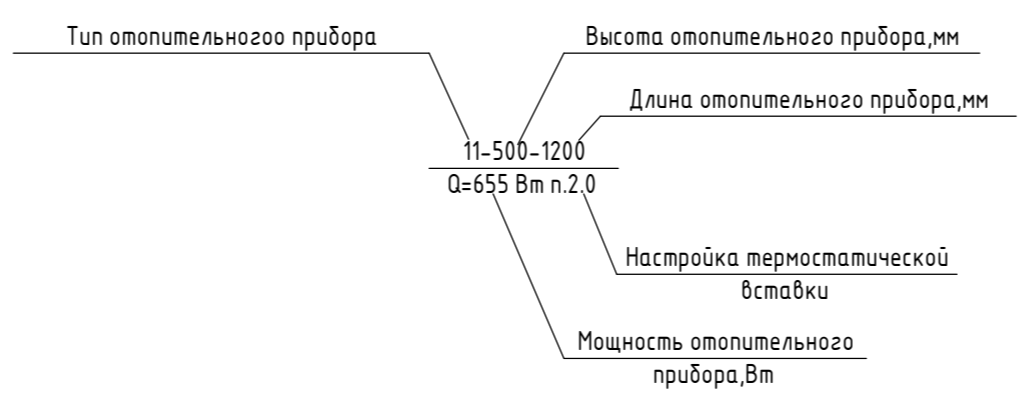 Тип отопительногоо прибора
Высота отопительного прибора,мм
Длина отопительного прибора,мм
11-500-1200
Q=655 Вт п.2.0
Настройка термостатической
вставки
Мощность отопительного
прибора,Вт